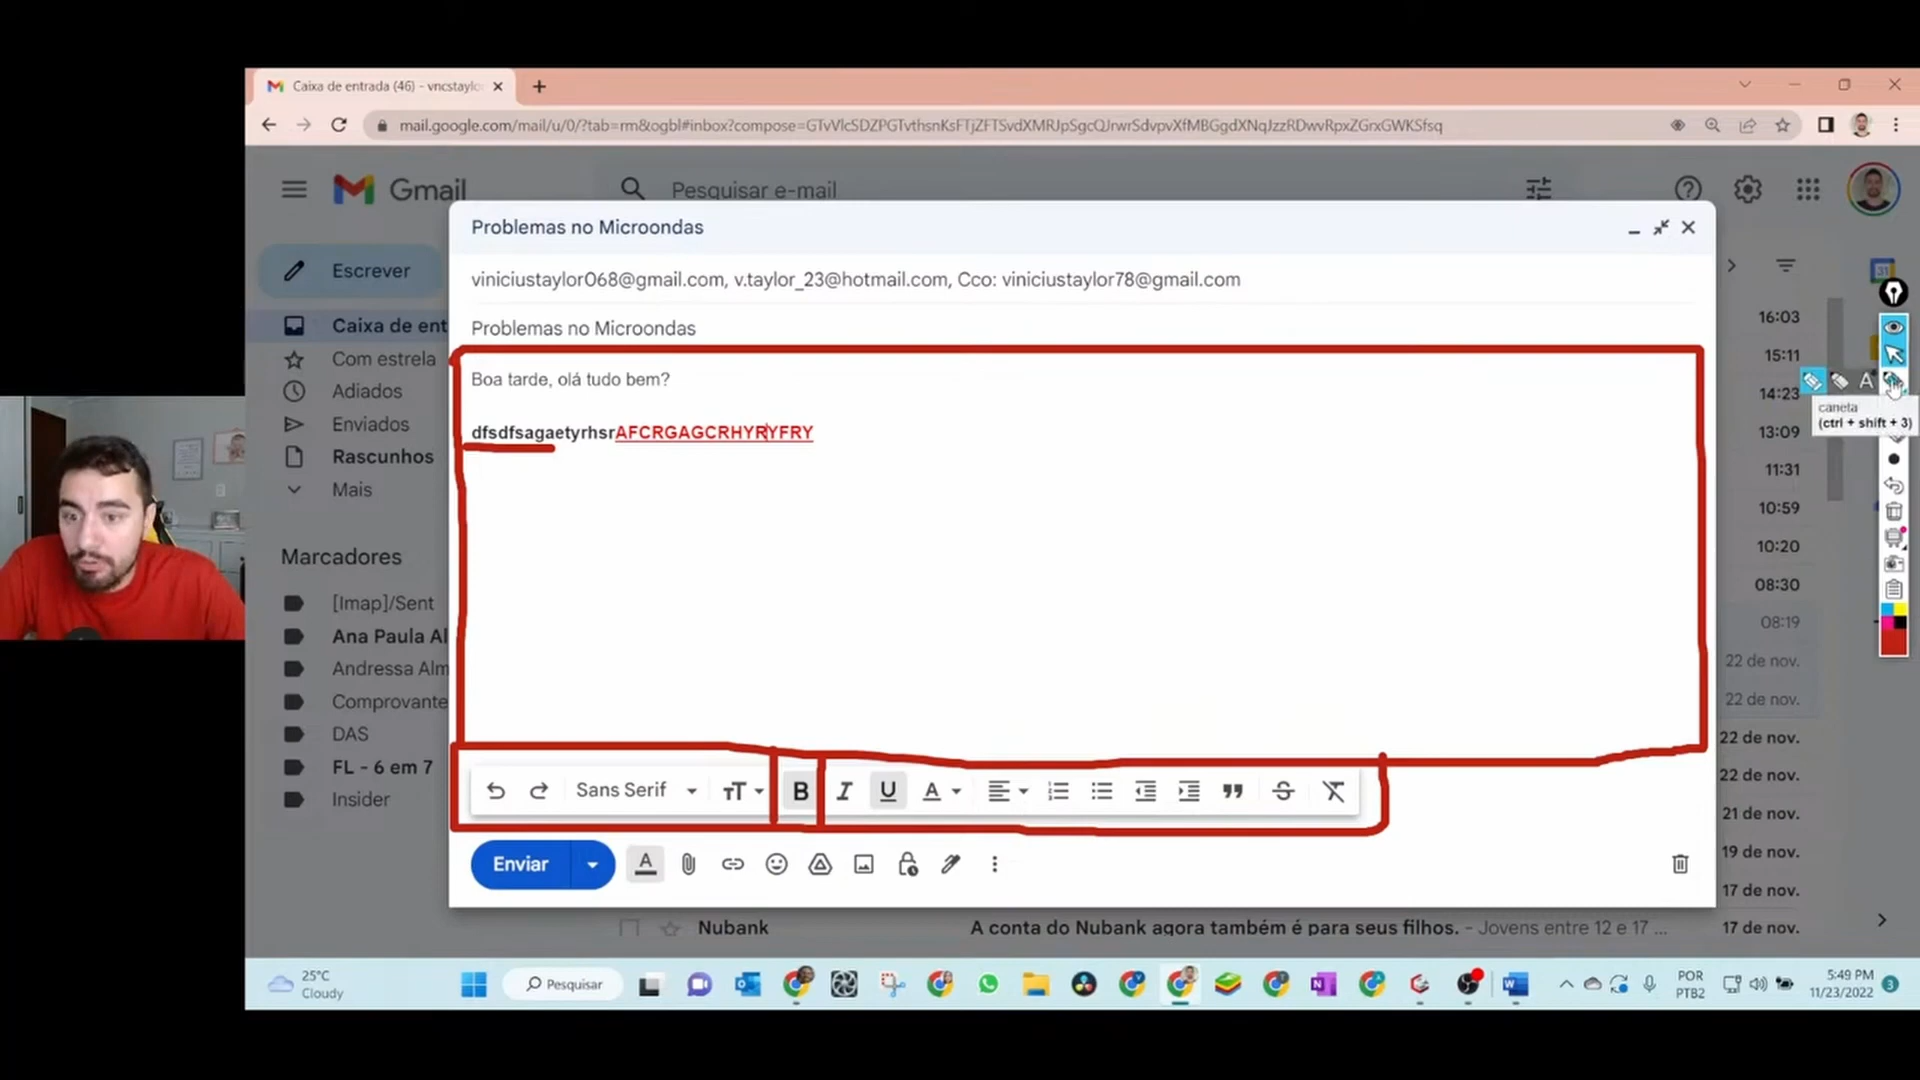 Caixa de entrada (46) - vncstaylo
mail.google.com/mail/u/0/?tab=rm&ogbl#inbox?compose=GTvVlcSDZPGTvthsnKsFTjZFTSvdXMRJpSgcQJrwrSdvpvXfMBGgdXNqJzzRDwvRpxZGrxGWKSfsq
Gmail
Pesquisar e-mail
Escrever
Caixa de ent
Com estrela
Adiados
Enviados
Rascunhos
Mais
Marcadores
[Imap]/Sent
Ana Paula Al
Andressa Alm
Comprovante
DAS
FL - 6 em 7
Insider
Problemas no Microondas
viniciustaylor068@gmail.com, v.taylor_23@hotmail.com, Cco: viniciustaylor78@gmail.com
Problemas no Microondas
Boa tarde, olá tudo bem?
dfsdfsagaetyrhsrAFCRGAGCRHYRYFRY
Sans Serif
Enviar
16:03
15:11
14:23
13:09
11:31
10:59
10:20
08:30
08:19
22 de nov.
22 de nov.
22 de nov.
22 de nov.
21 de nov.
19 de nov.
17 de nov.
caneta
(ctrl + shift + 3)
Nubank A conta do Nubank agora também é para seus filhos. - Jovens entre 12 e 17 ... 17 de nov.
25°C
Cloudy
Pesquisar
POR
PTB2
5:49 PM
11/23/2022
3